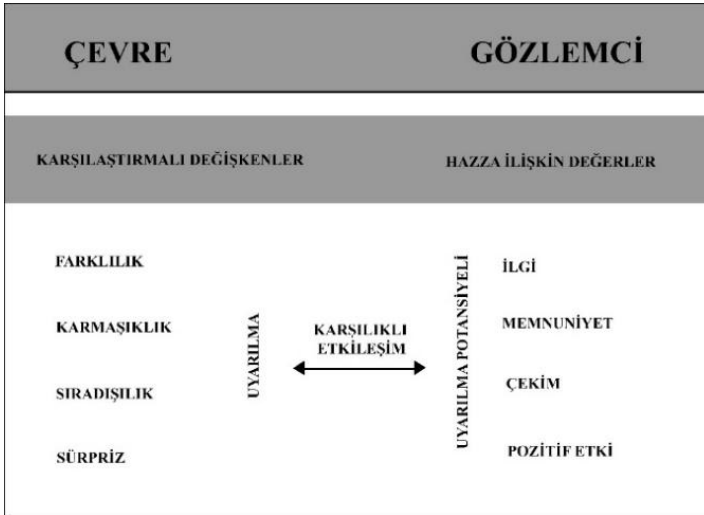 ÇEVRE
GÖZLEMCİ
KARŞILAŞTIRMALI DEĞİŞKENLER
HAZZA İLİŞKİN DEĞERLER
FARKLILIK
KARMAŞIKLIK
SIRADIŞILIK
SÜRPRİZ
UYARILMA
KARŞILIKLI
ETKİLEŞİM
UYARILMA POTANSİYELİ
İLGİ
MEMNUNİYET
ÇEKİM
POZİTİF ETKİ